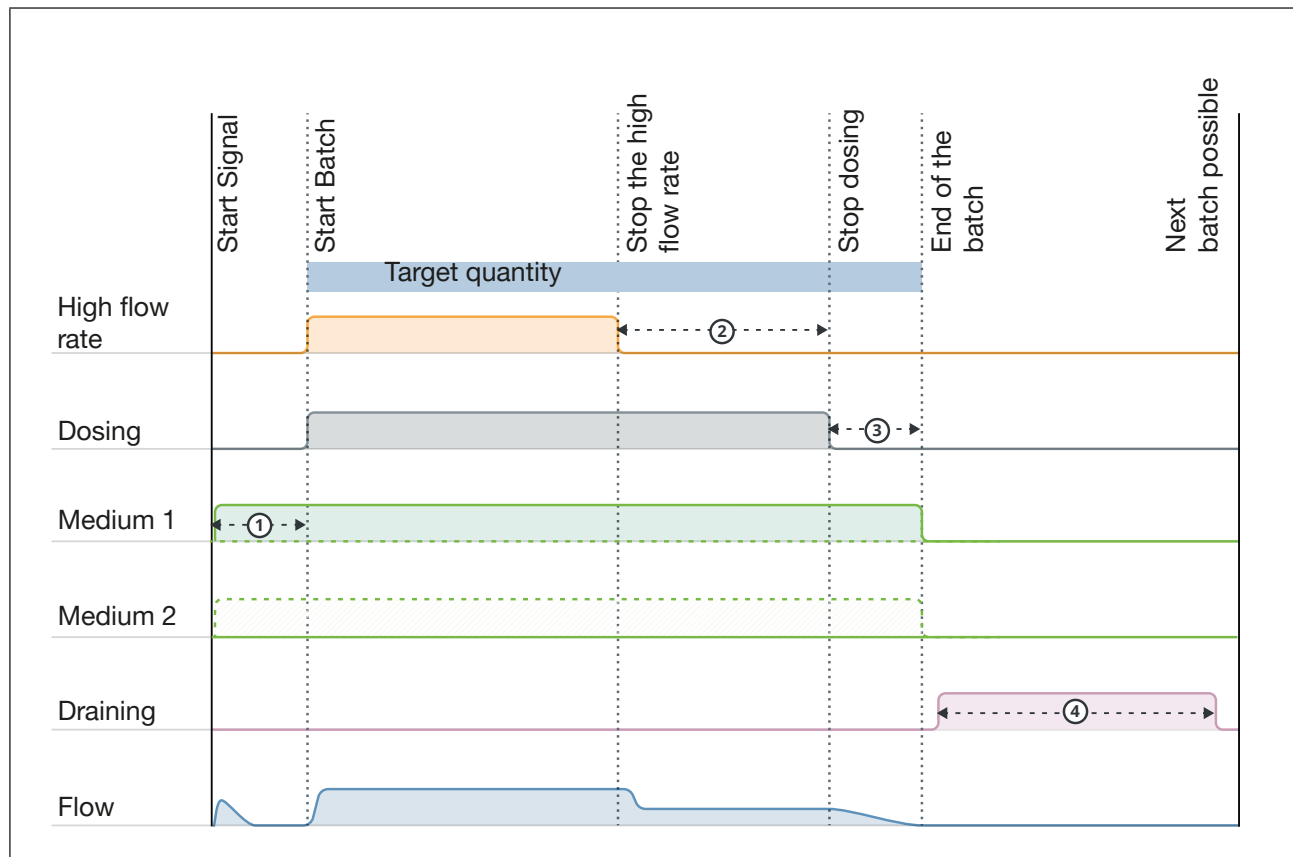 Start Signal
Start Batch
Stop the high
flow rate
Stop dosing
End of the
batch
Next
batch possible
Target quantity
High flow
rate
2
Dosing
3
Medium 1
1
Medium 2
Draining
4
Flow